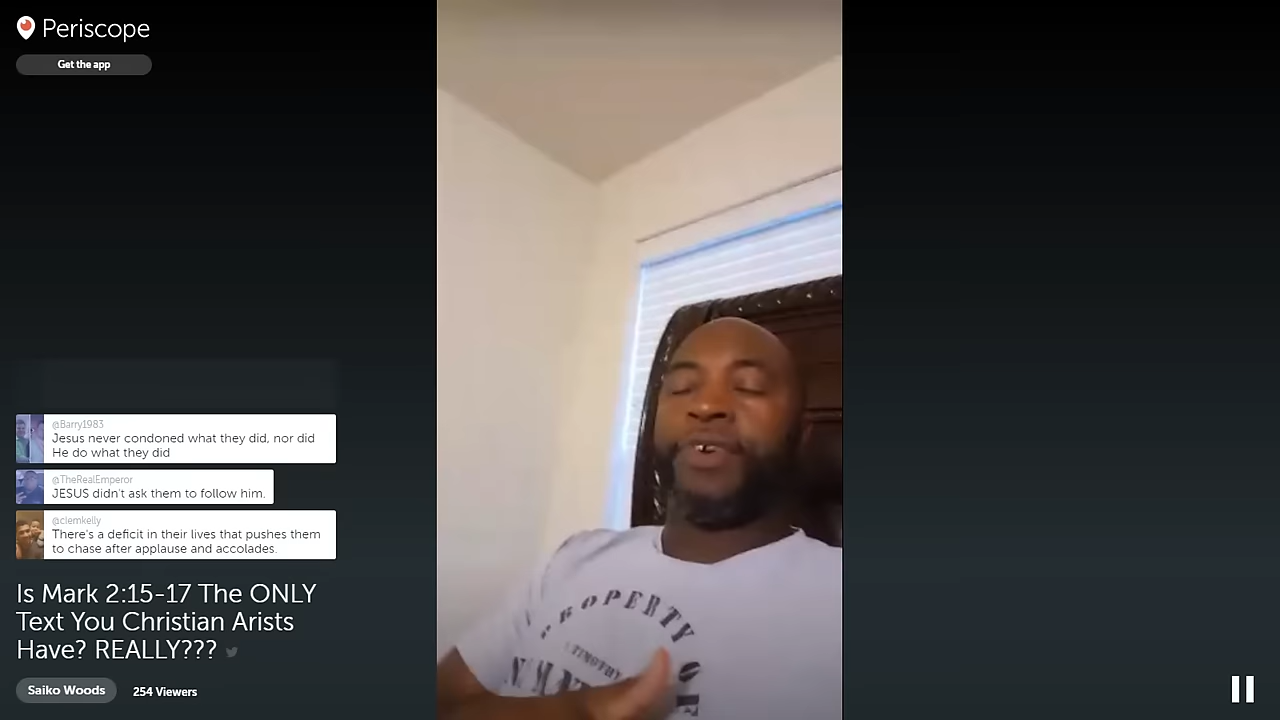 Periscope
Get the app
@Barry1983
Jesus never condoned what they did, nor did
He do what they did
@TheRealEmperor
JESUS didn't ask them to follow him.
@clemkelly
There's a deficit in their lives that pushes them
to chase after applause and accolades.
Is Mark 2:15-17 The ONLY
Text You Christian Arists
Have? REALLY???
Saiko Woods
254 Viewers
PROPERTY OF